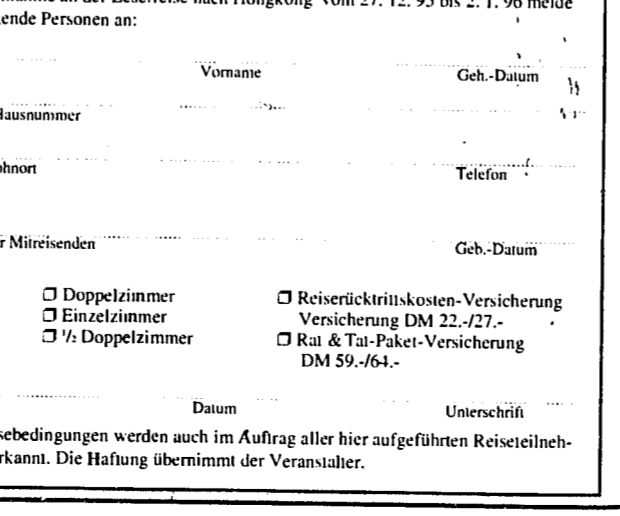 an der Leserreise nach Hongkong vom 27. 12. 95 bis 2. 1. 96 melde
ende Personen an:
Vorname Geb.-Datum
Hausnummer
ohnort Telefon
r Mitreisenden Geb.-Datum
❒ Doppelzimmer ❒ Reiserücktrittskosten-Versicherung
❒ Einzelzimmer Versicherung DM 22.-/27.-
❒ ½ Doppelzimmer ❒ Rat & Tat-Paket-Versicherung
DM 59.-/64.-
Datum Unterschrift
sebedingungen werden auch im Auftrag aller hier aufgeführten Reiseteilneh-
rkannt. Die Haftung übernimmt der Veranstalter.